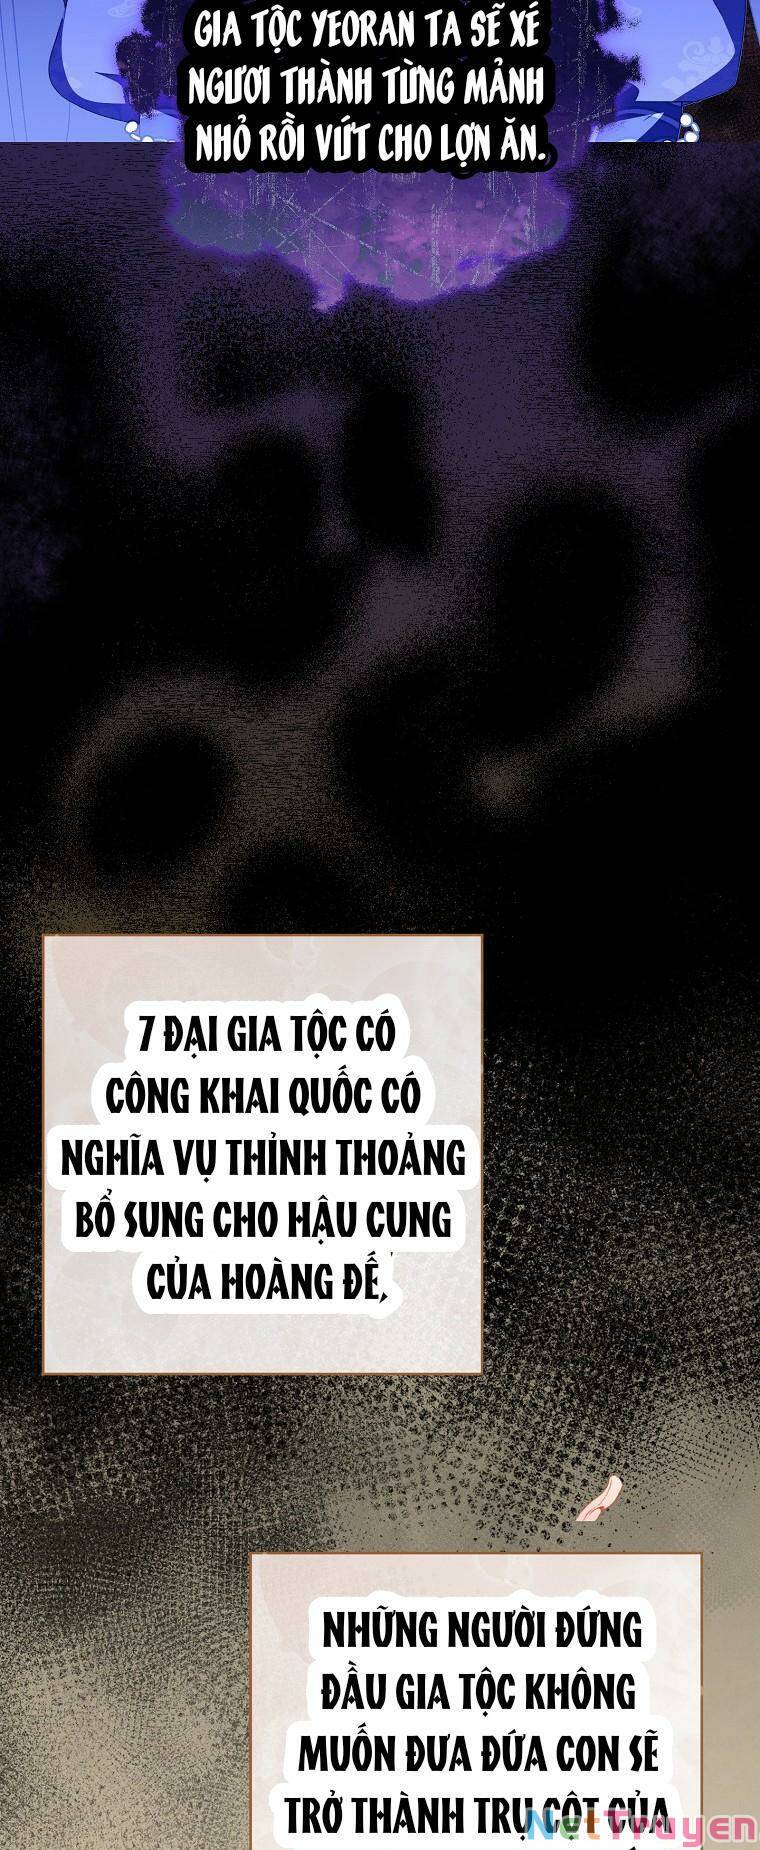 GIA TỘC YEORAN TA SẼ XÉ
NGƯƠI THÀNH TỪNG MẢNH
NHỎ RỒI VỨT CHO LỢN ĂN.
7 ĐẠI GIA TỘC CÓ
CÔNG KHAI QUỐC CÓ
NGHĨA VỤ THỈNH THOẢNG
BỔ SUNG CHO HẬU CUNG
CỦA HOÀNG ĐẾ,
NHỮNG NGƯỜI ĐỨNG
ĐẦU GIA TỘC KHÔNG
MUỐN ĐƯA ĐỨA CON SẼ
TRỞ THÀNH TRỤ CỘT CỦA
NetTruyen